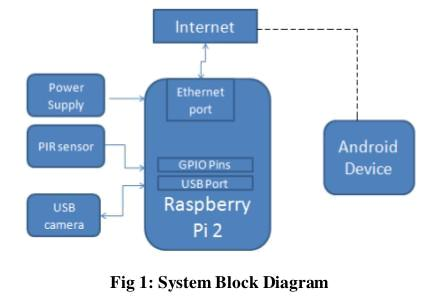 Internet
Power
Supply
Ethernet
port
PIR sensor
Android
Device
GPIO Pins
USB Port
USB
camera
Raspberry
Pi 2
Fig 1: System Block Diagram